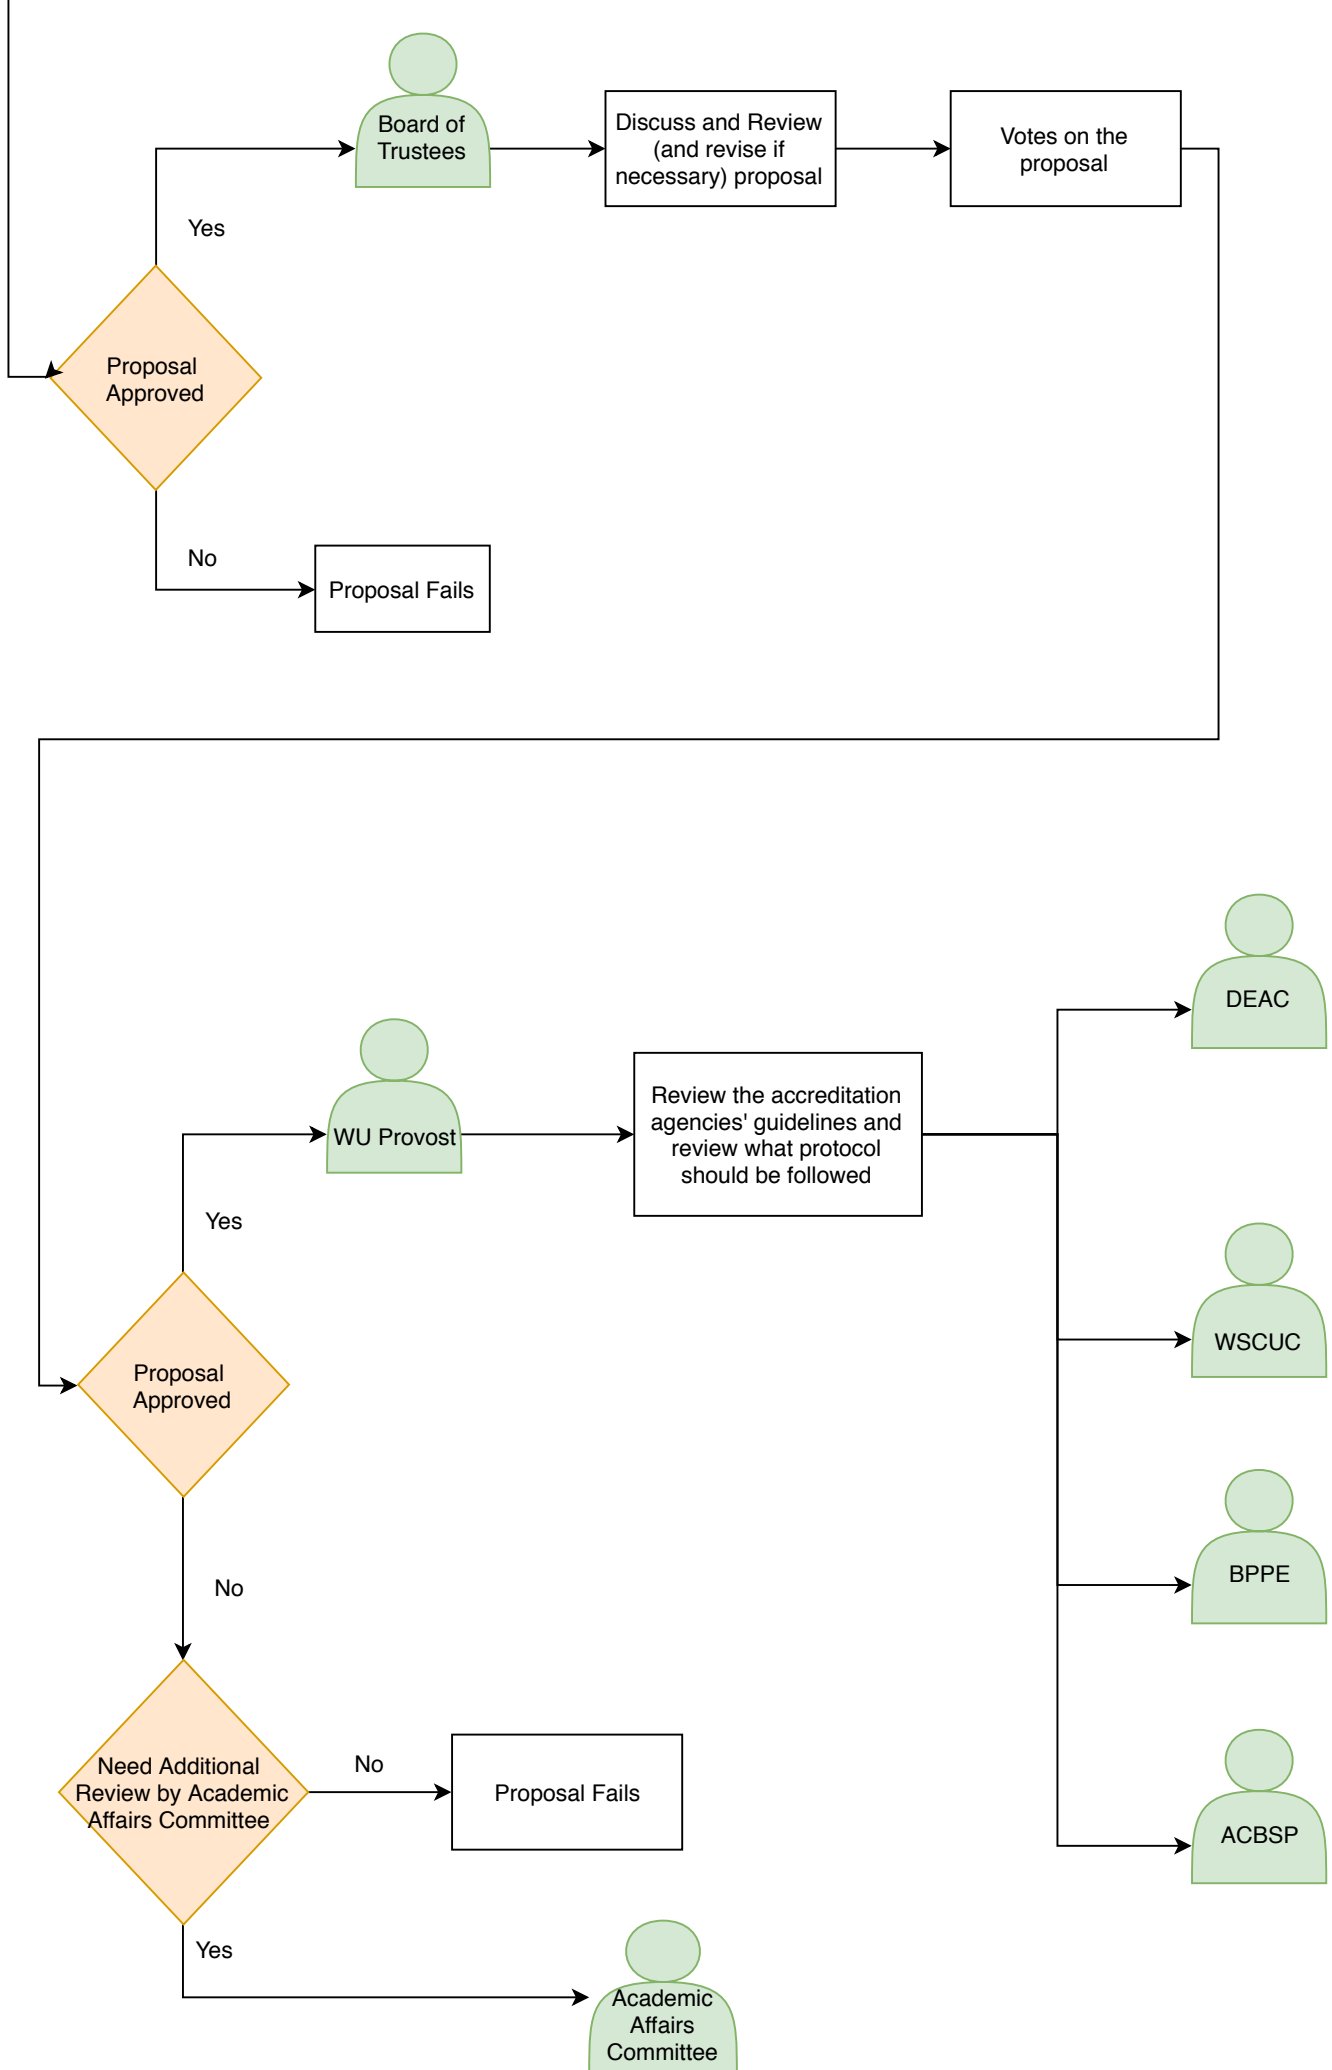 Board of
Trustees
Discuss and Review
(and revise if
necessary) proposal
Votes on the
proposal
Yes
Proposal
Approved
No
Proposal Fails
DEAC
WU Provost
Review the accreditation
agencies' guidelines and
review what protocol
should be followed
Yes
WSCUC
Proposal
Approved
No
BPPE
Need Additional
Review by Academic
Affairs Committee
No
Proposal Fails
ACBSP
Yes
Academic
Affairs
Committee